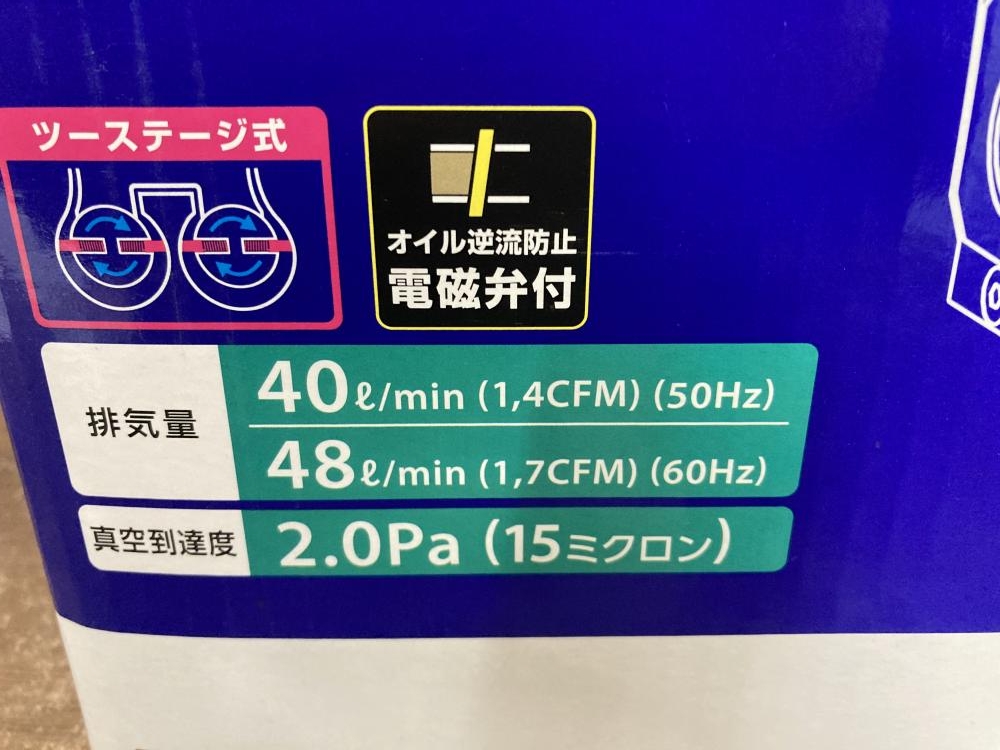 ツーステージ式
オイル逆流防止
電磁弁付
排気量
40ℓ/min (1,4CFM) (50Hz)
48ℓ/min (1,7CFM) (60Hz)
真空到達度
2.0Pa (15ミクロン)